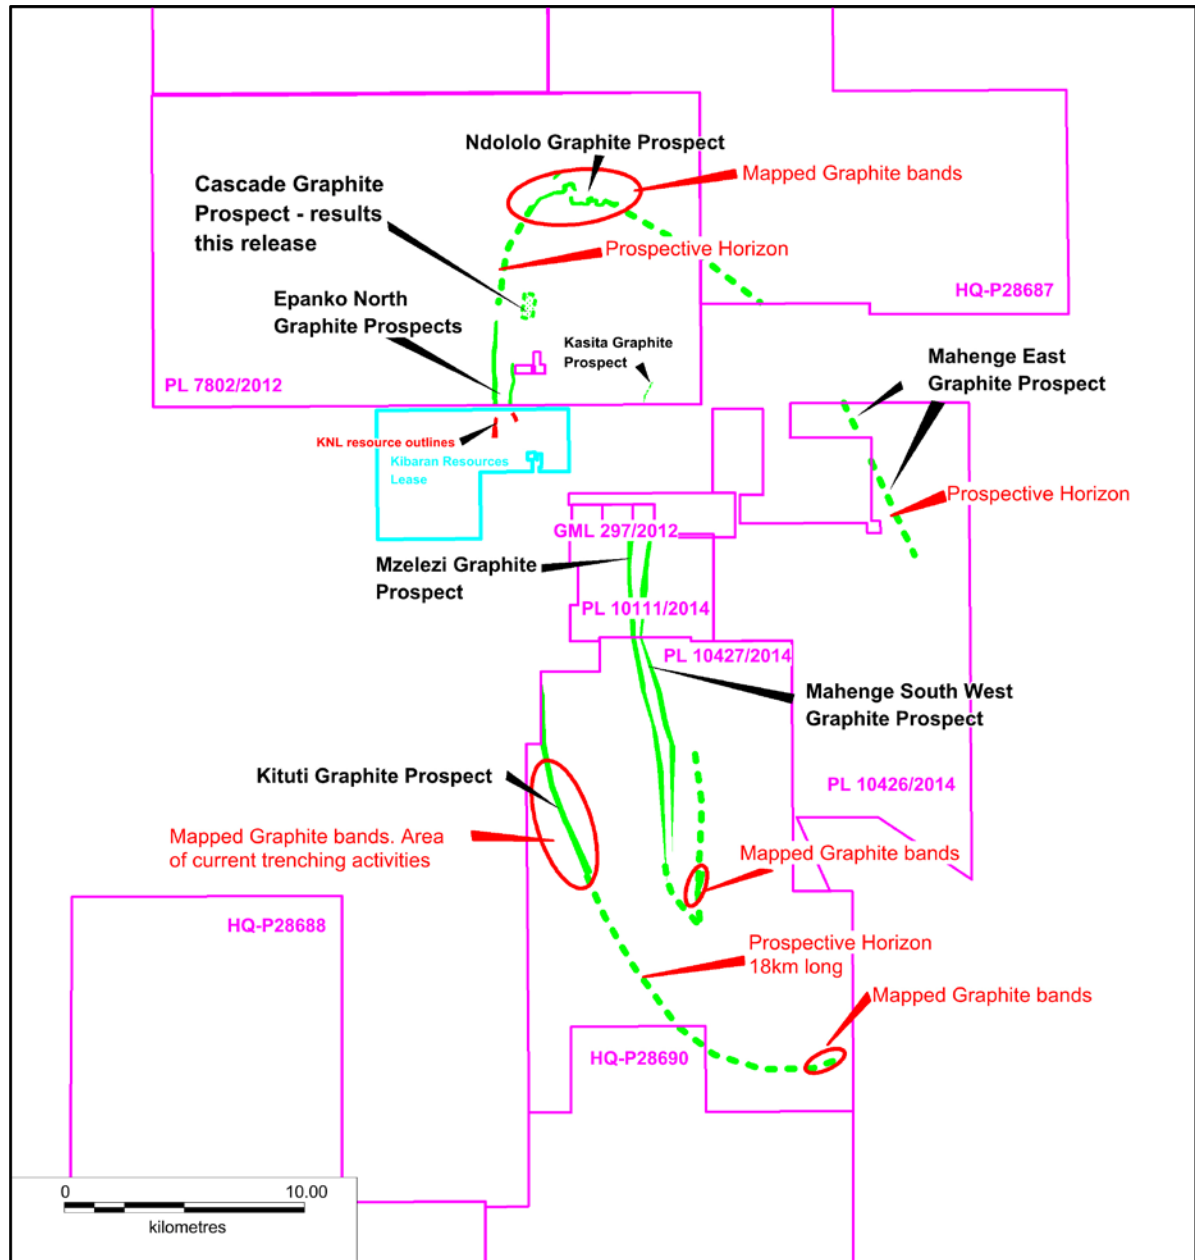 Ndololo Graphite Prospect
Mapped Graphite bands
Cascade Graphite
Prospect - results
this release
Prospective Horizon
HQ-P28687
Epanko North
Graphite Prospects
Kasita Graphite
Prospect
Mahenge East
Graphite Prospect
PL 7802/2012
KNL resource outlines
Kibaran Resources
Lease
Prospective Horizon
GML 297/2012
Mzelezi Graphite
Prospect
PL 10111/2014
PL 10427/2014
Mahenge South West
Graphite Prospect
Kituti Graphite Prospect
PL 10426/2014
Mapped Graphite bands. Area
of current trenching activities
Mapped Graphite bands
HQ-P28688
Prospective Horizon
18km long
Mapped Graphite bands
HQ-P28690
0 10.00
kilometres